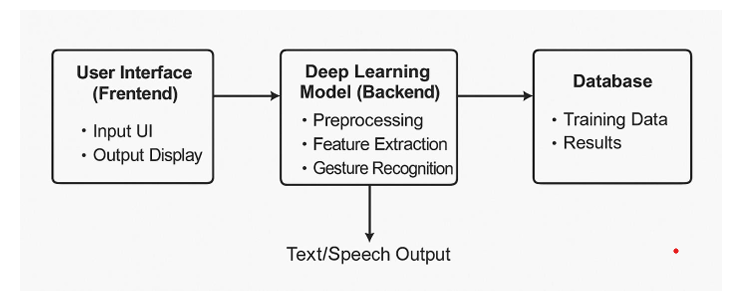 User Interface
(Frentend)
• Input UI
• Output Display
Deep Learning
Model (Backend)
• Preprocessing
• Feature Extraction
• Gesture Recognition
Database
• Training Data
• Results
Text/Speech Output